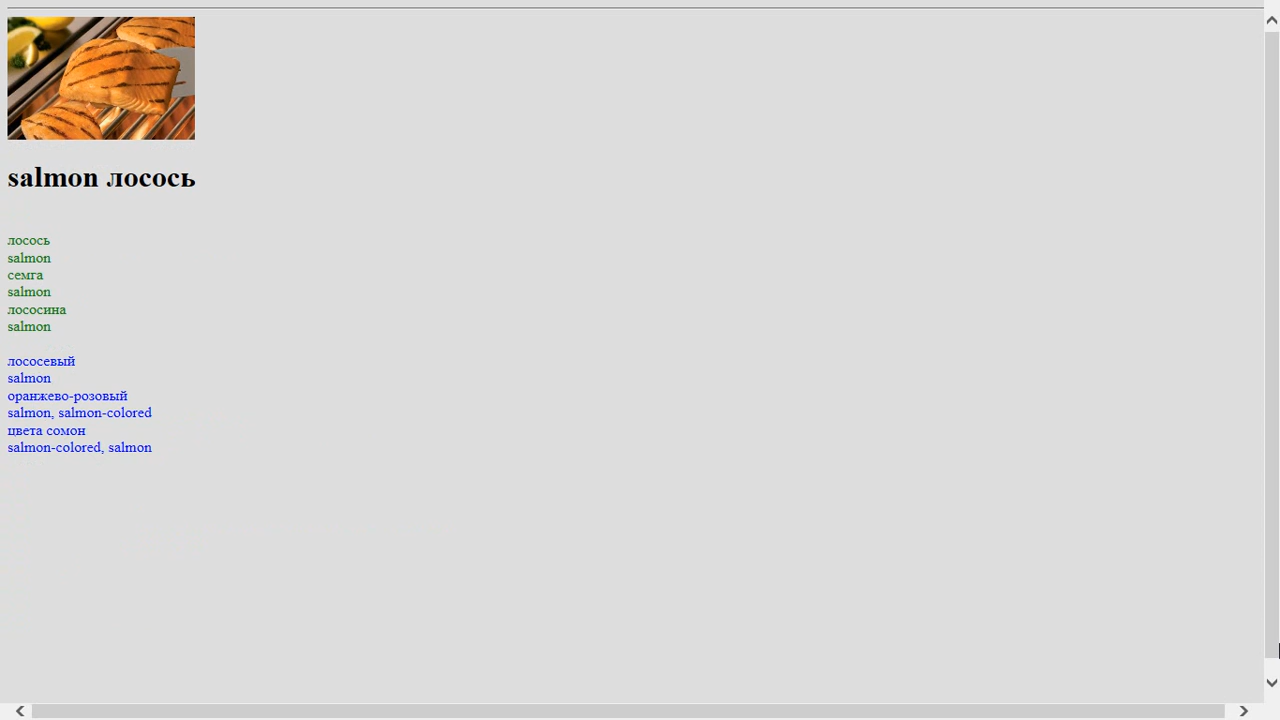 salmon лосось
лосось
salmon
семга
salmon
лососина
salmon
лососевый
salmon
оранжево-розовый
salmon, salmon-colored
цвета сомон
salmon-colored, salmon